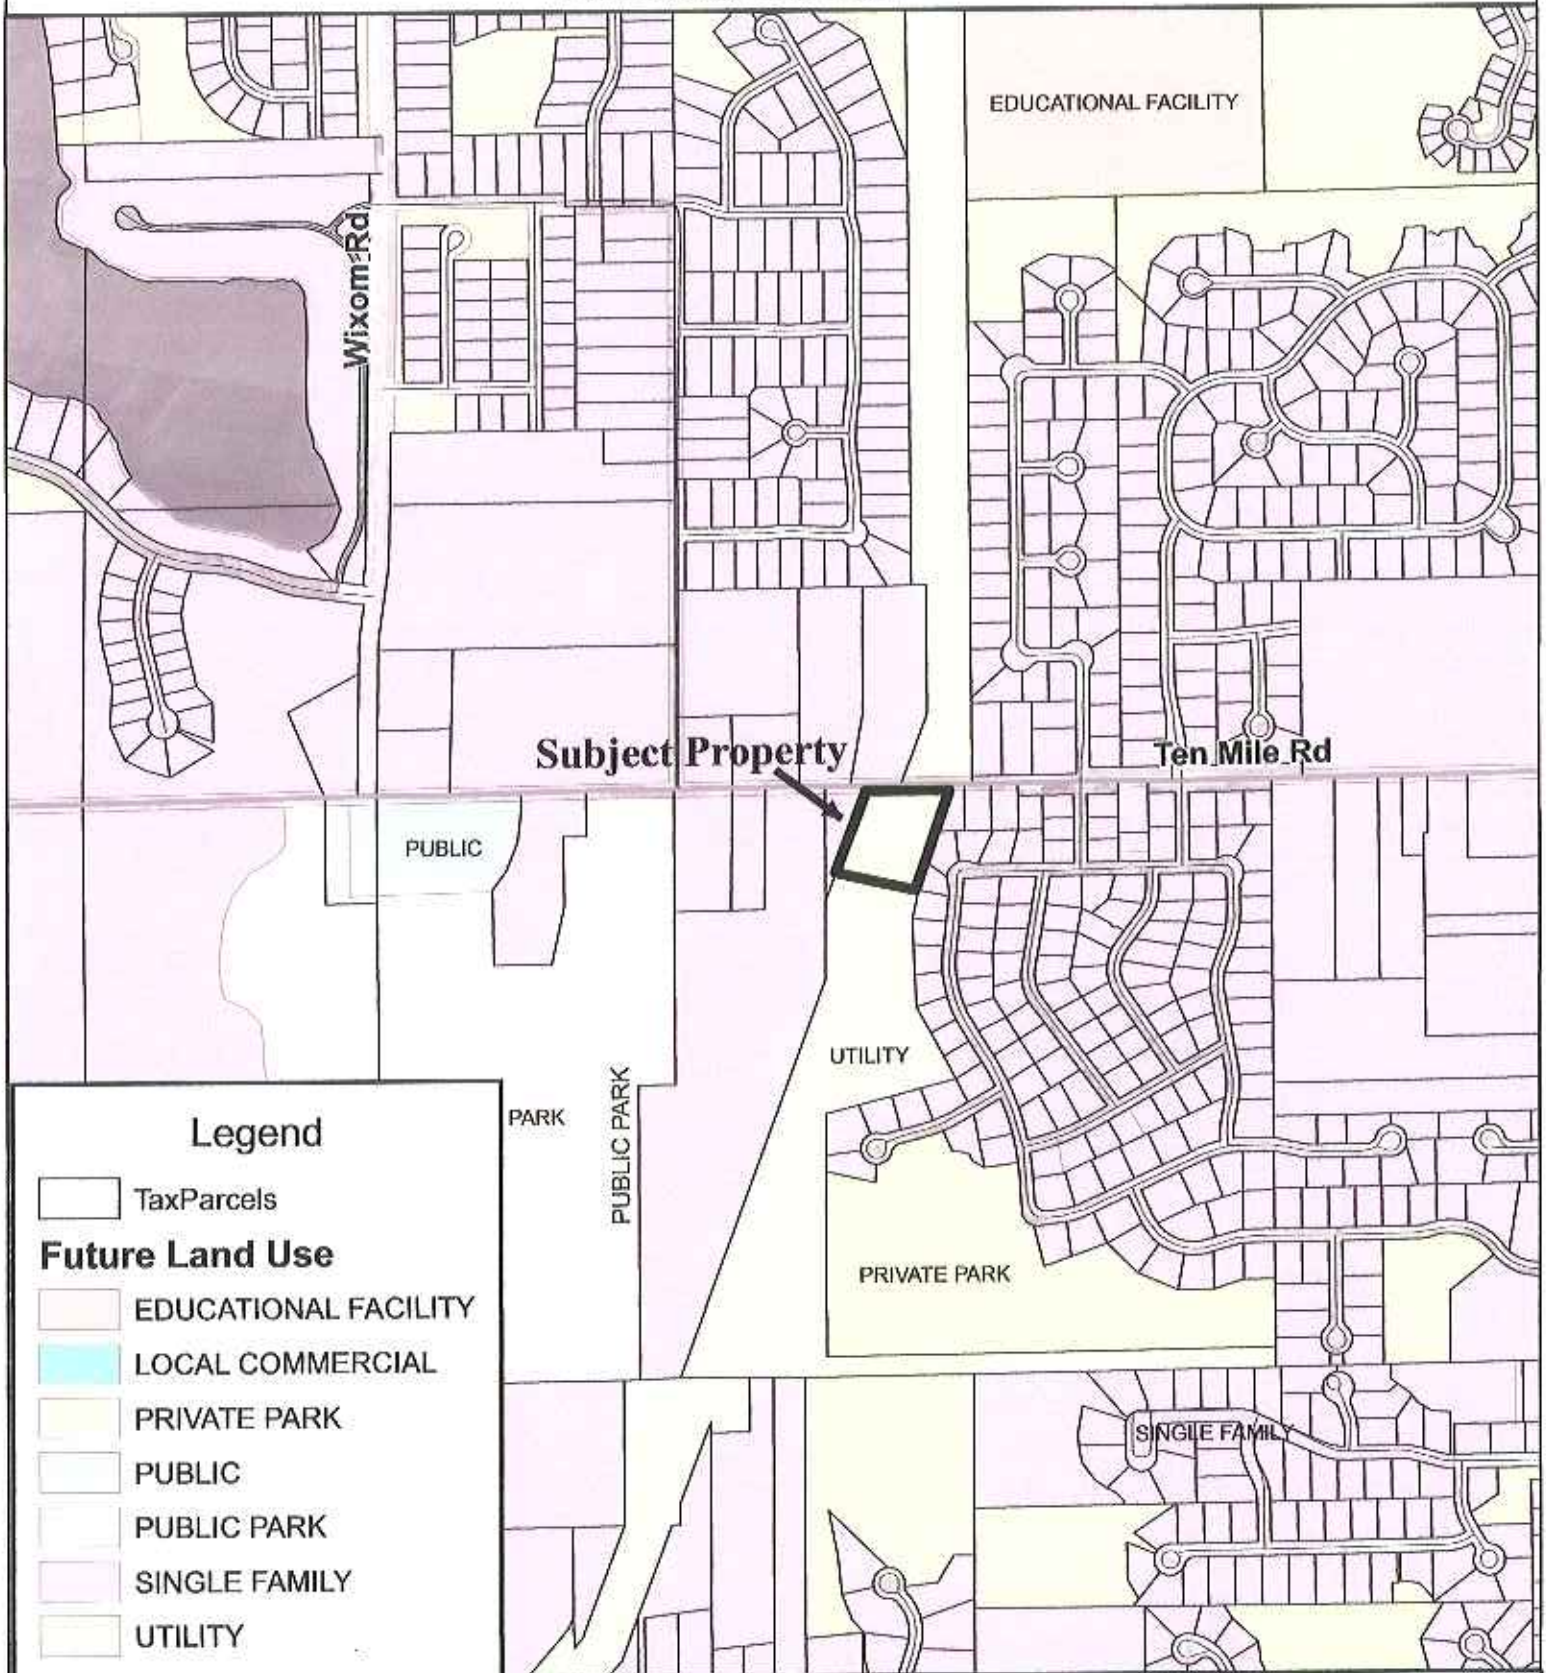 EDUCATIONAL FACILITY
Wixom Rd
Subject Property
Ten Mile Rd
PUBLIC
UTILITY
PARK
PUBLIC PARK
PRIVATE PARK
SINGLE FAMILY
Legend
TaxParcels
Future Land Use
EDUCATIONAL FACILITY
LOCAL COMMERCIAL
PRIVATE PARK
PUBLIC
PUBLIC PARK
SINGLE FAMILY
UTILITY